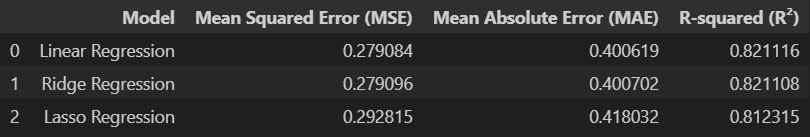 Model Mean Squared Error (MSE) Mean Absolute Error (MAE) R-squared (R²)
0 Linear Regression 0.279084 0.400619 0.821116
1 Ridge Regression 0.279096 0.400702 0.821108
2 Lasso Regression 0.292815 0.418032 0.812315